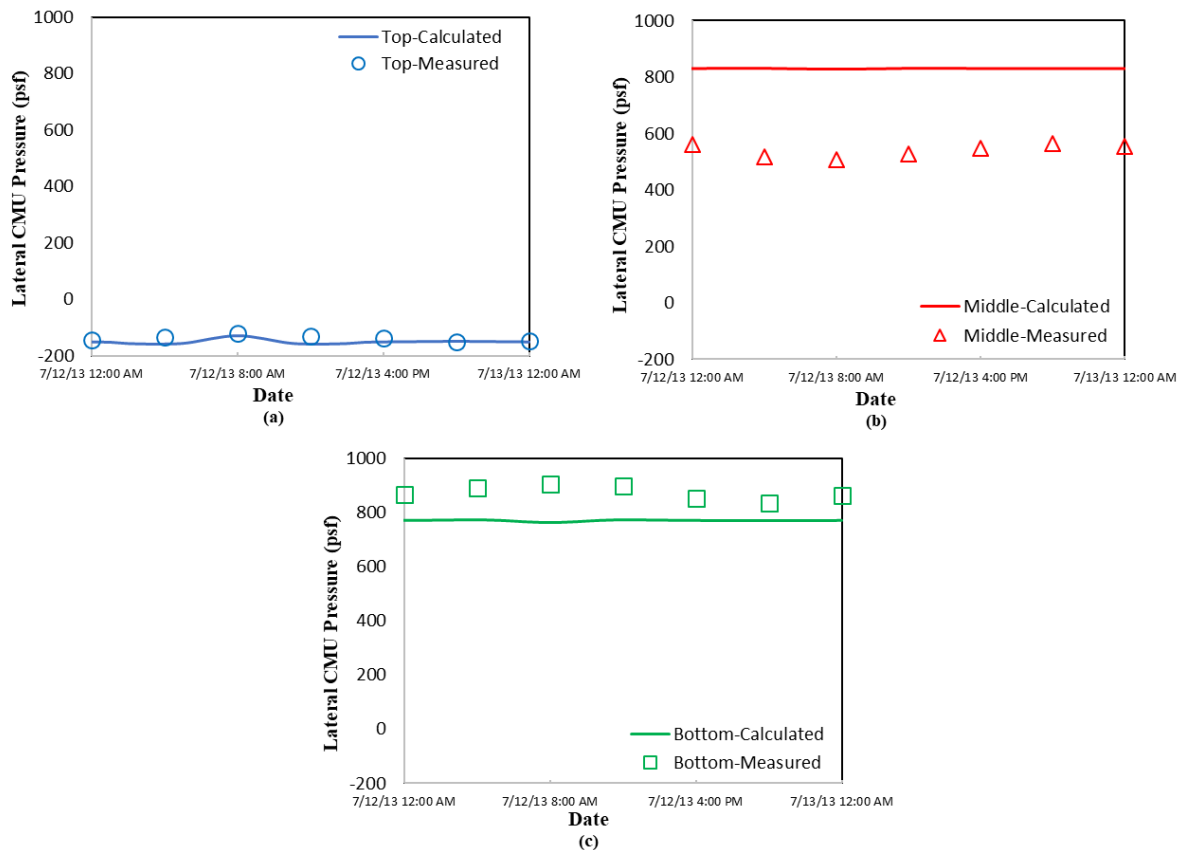 1000
800
600
400
200
0
-200
Lateral CMU Pressure (psf)
Top-Calculated
Top-Measured
7/12/13 12:00 AM
7/12/13 8:00 AM
7/12/13 4:00 PM
7/13/13 12:00 AM
Date
(a)
1000
800
600
400
200
0
-200
Lateral CMU Pressure (psf)
Middle-Calculated
Middle-Measured
7/12/13 12:00 AM
7/12/13 8:00 AM
7/12/13 4:00 PM
7/13/13 12:00 AM
Date
(b)
1000
800
600
400
200
0
-200
Lateral CMU Pressure (psf)
Bottom-Calculated
Bottom-Measured
7/12/13 12:00 AM
7/12/13 8:00 AM
7/12/13 4:00 PM
7/13/13 12:00 AM
Date
(c)